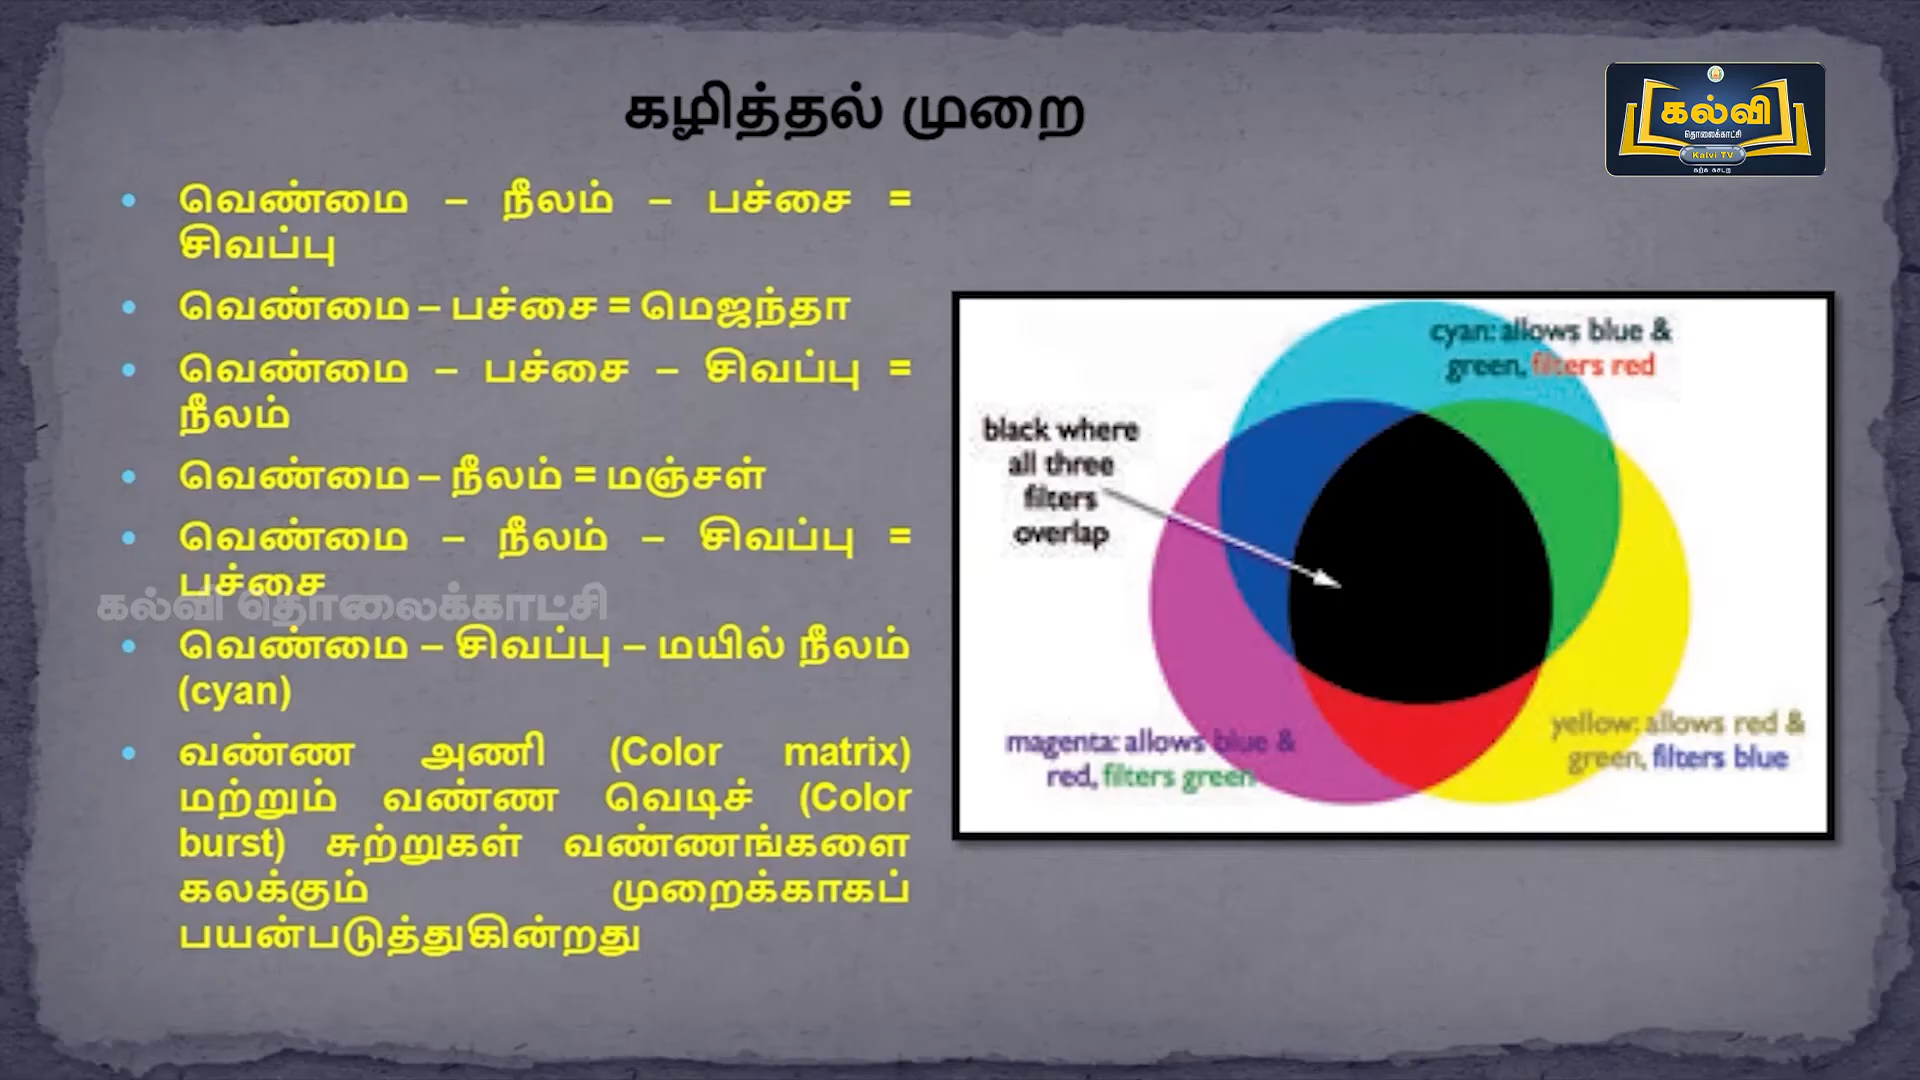 கழித்தல் முறை
கல்வி
தொலைக்காட்சி
Kalvi TV
கற்க கசடற
வெண்மை – நீலம் – பச்சை =
சிவப்பு
வெண்மை – பச்சை = மெஜந்தா
வெண்மை – பச்சை – சிவப்பு =
நீலம்
வெண்மை – நீலம் = மஞ்சள்
வெண்மை – நீலம் – சிவப்பு =
பச்சை
கல்வி தொலைக்காட்சி
வெண்மை – சிவப்பு – மயில் நீலம்
(cyan)
வண்ண அணி (Color matrix)
மற்றும் வண்ண வெடிச் (Color
burst) சுற்றுகள் வண்ணங்களை
கலக்கும் முறைக்காகப்
பயன்படுத்துகின்றது
cyan: allows blue &
green, filters red
black where
all three
filters
overlap
magenta: allows blue &
red, filters green
yellow: allows red &
green, filters blue